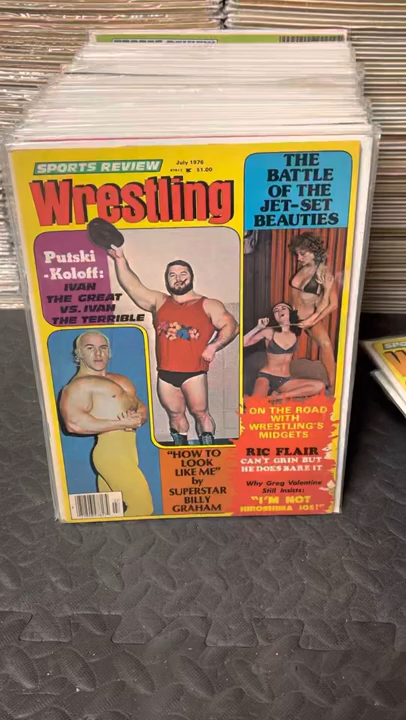 SPORTS REVIEW
July 1976
$1.00
Wrestling
THE
BATTLE
OF THE
JET-SET
BEAUTIES
Putski
-Koloff:
IVAN
THE GREAT
VS. IVAN
THE TERRIBLE
ON THE ROAD
WITH
WRESTLING'S
MIDGETS
RIC FLAIR
CAN'T GRIN BUT
HE DOES BARE IT
Why Greg Valentine
Still Insists:
"I'M NOT
HIROSHIMA JOE!"
"HOW TO
LOOK
LIKE ME"
by
SUPERSTAR
BILLY
GRAHAM